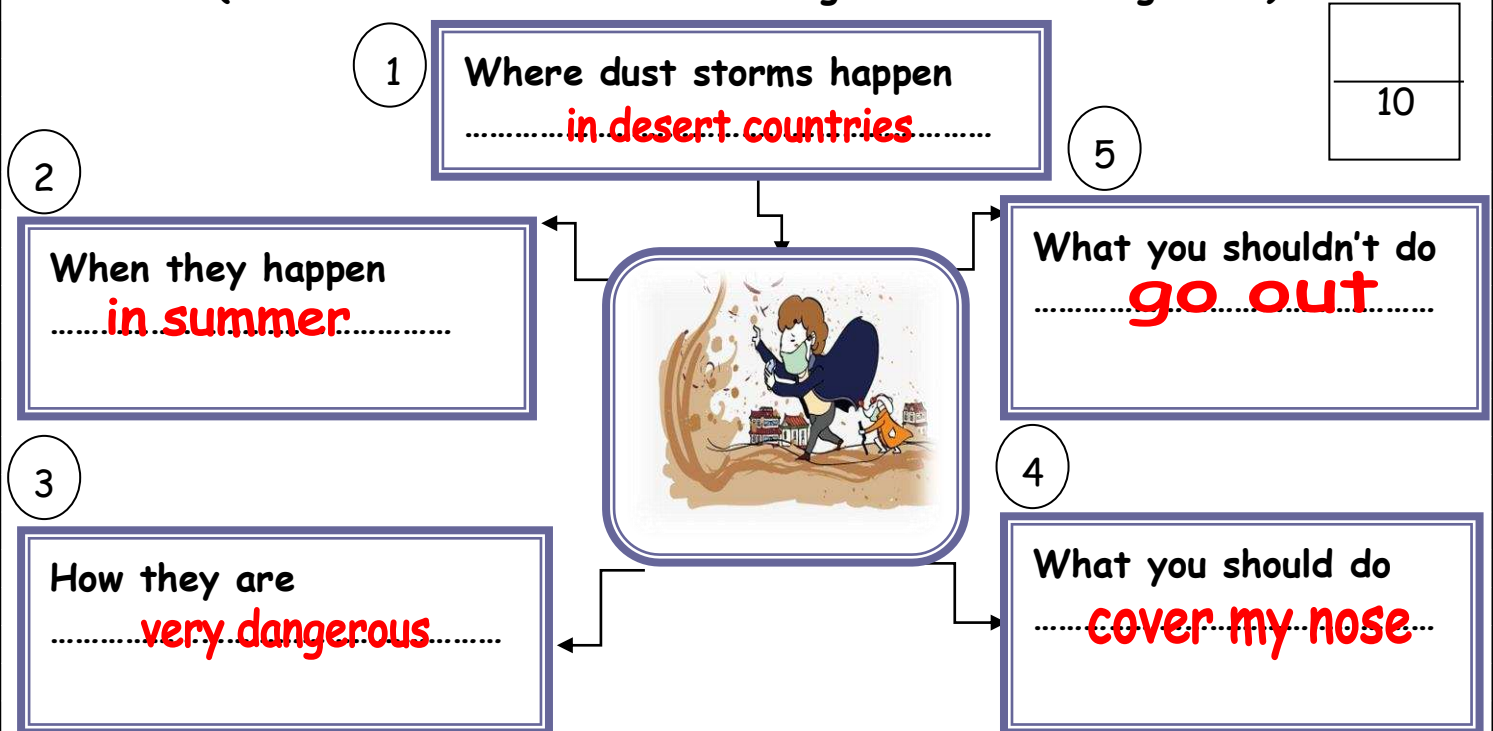 1
Where dust storms happen
in desert countries
10
2
When they happen
in summer
3
How they are
very dangerous
4
What you should do
cover my nose
5
What you shouldn't do
go out